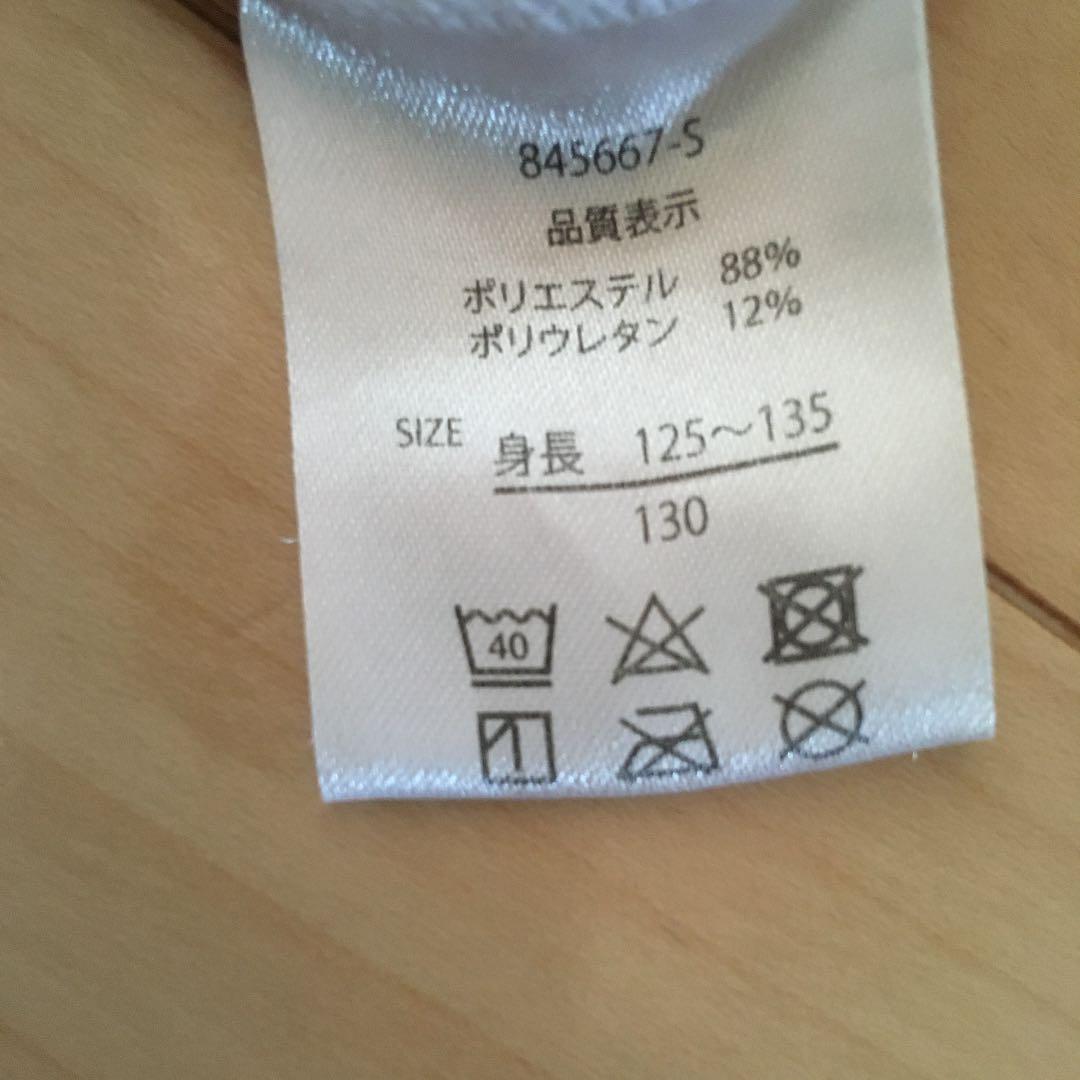 845667-S
品質表示
ポリエステル 88%
ポリウレタン 12%
SIZE 身長 125〜135
130
40